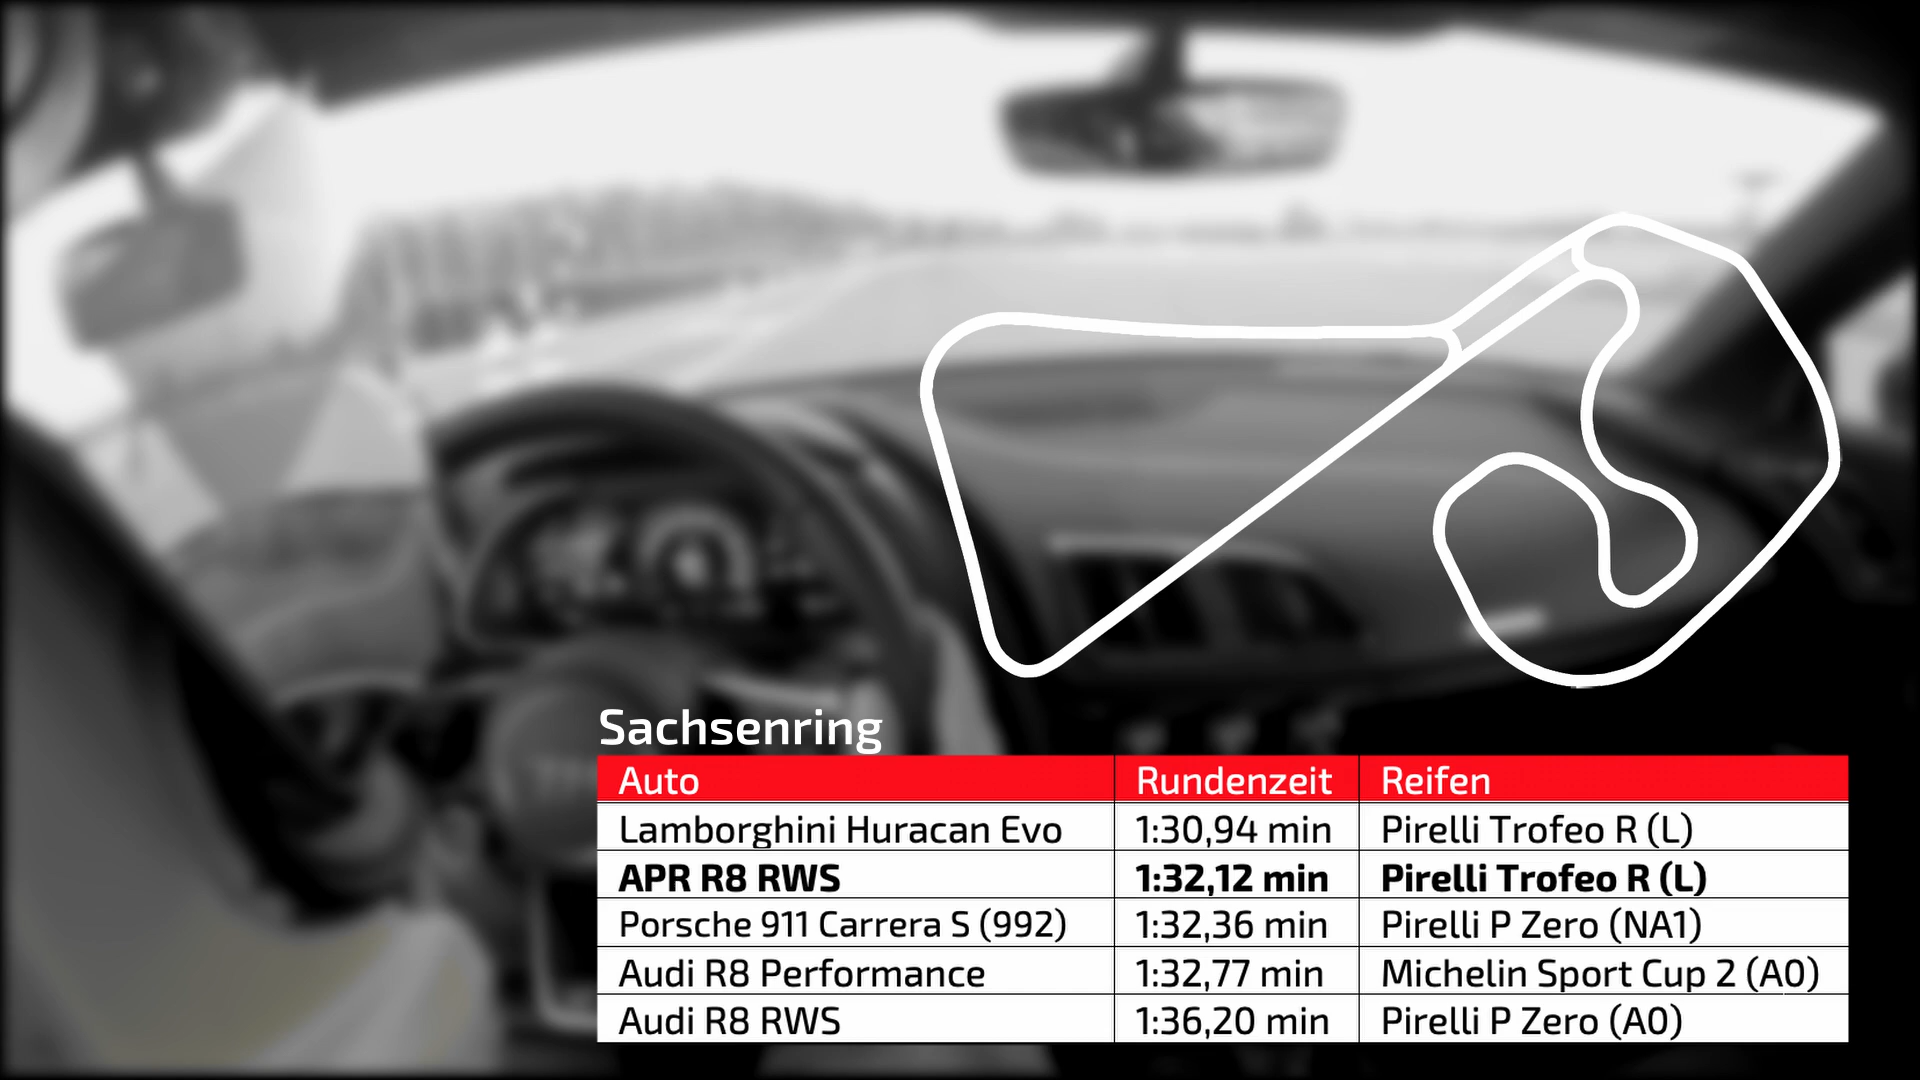 Sachsenring
Auto Rundenzeit Reifen
Lamborghini Huracan Evo 1:30,94 min Pirelli Trofeo R (L)
APR R8 RWS 1:32,12 min Pirelli Trofeo R (L)
Porsche 911 Carrera S (992) 1:32,36 min Pirelli P Zero (NA1)
Audi R8 Performance 1:32,77 min Michelin Sport Cup 2 (A0)
Audi R8 RWS 1:36,20 min Pirelli P Zero (A0)